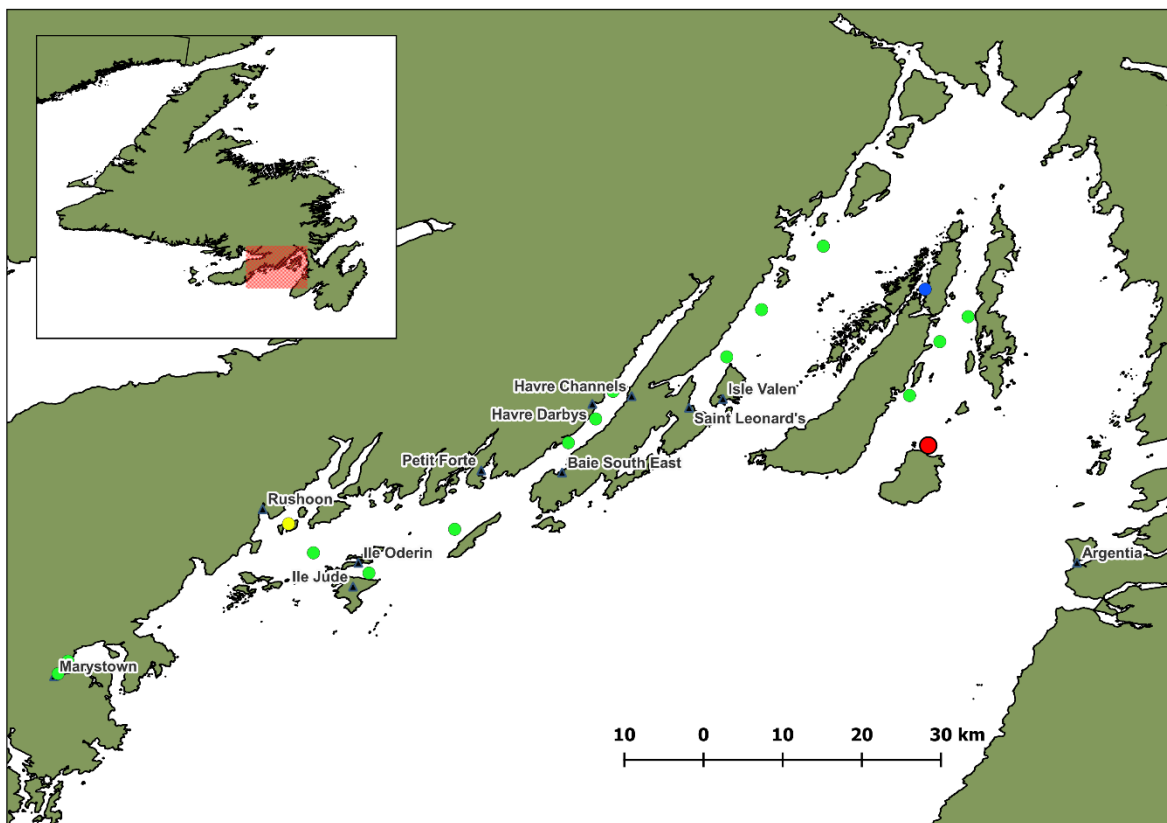 Havre Channels
Isle Valen
Havre Darbys
Saint Leonard's
Petit Forte
Baie South East
Rushoon
Ile Oderin
Argentia
Ile Jude
Marystown
10 0 10 20 30 km